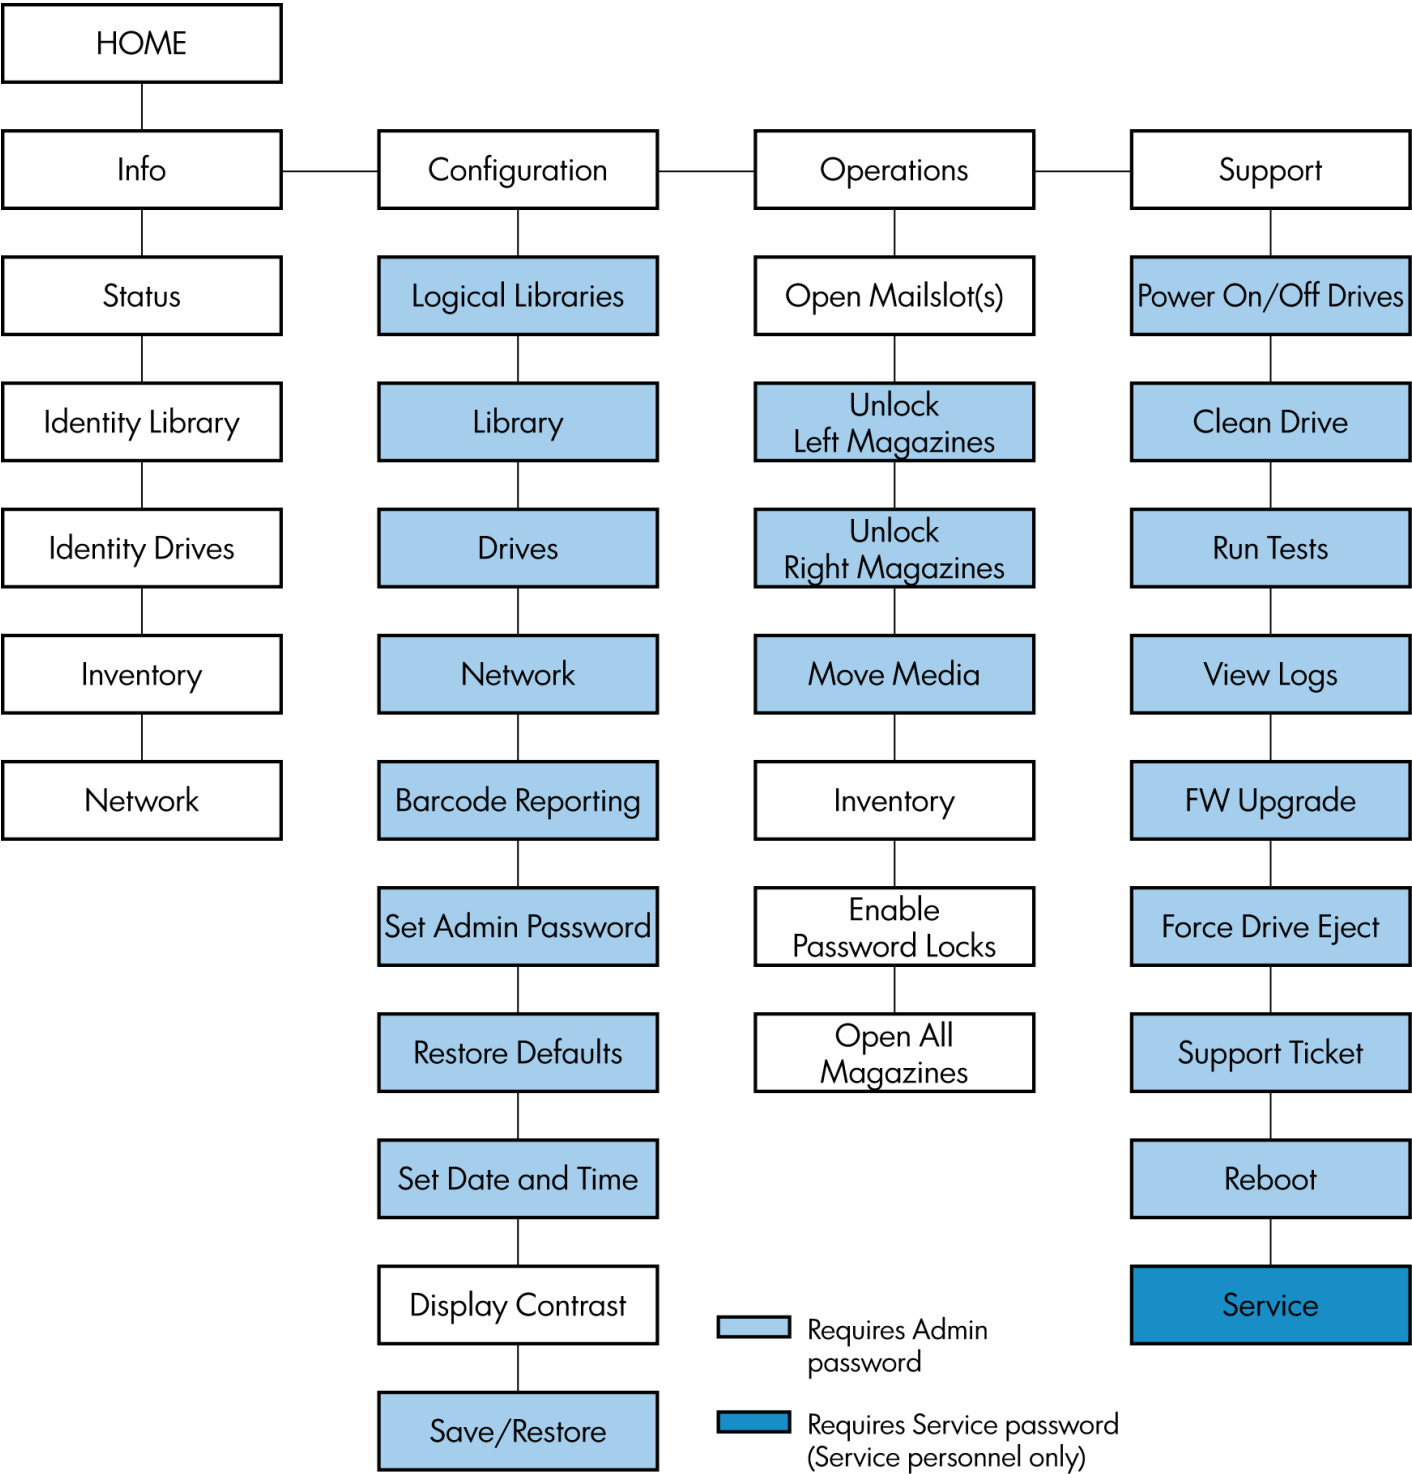 HOME
Info
Configuration
Operations
Support
Status
Logical Libraries
Open Mailslot(s)
Power On/Off Drives
Identity Library
Library
Unlock
Left Magazines
Clean Drive
Identity Drives
Drives
Unlock
Right Magazines
Run Tests
Inventory
Network
Move Media
View Logs
Network
Barcode Reporting
Inventory
FW Upgrade
Set Admin Password
Enable
Password Locks
Force Drive Eject
Restore Defaults
Open All
Magazines
Support Ticket
Set Date and Time
Reboot
Display Contrast
Service
Save/Restore
Requires Admin
password
Requires Service password
(Service personnel only)